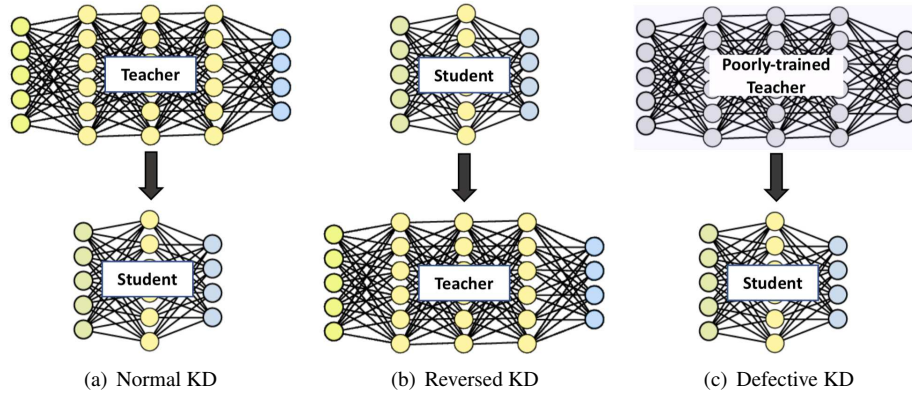 Teacher
Student
Poorly-trained
Teacher
Student
Teacher
Student
(a) Normal KD
(b) Reversed KD
(c) Defective KD